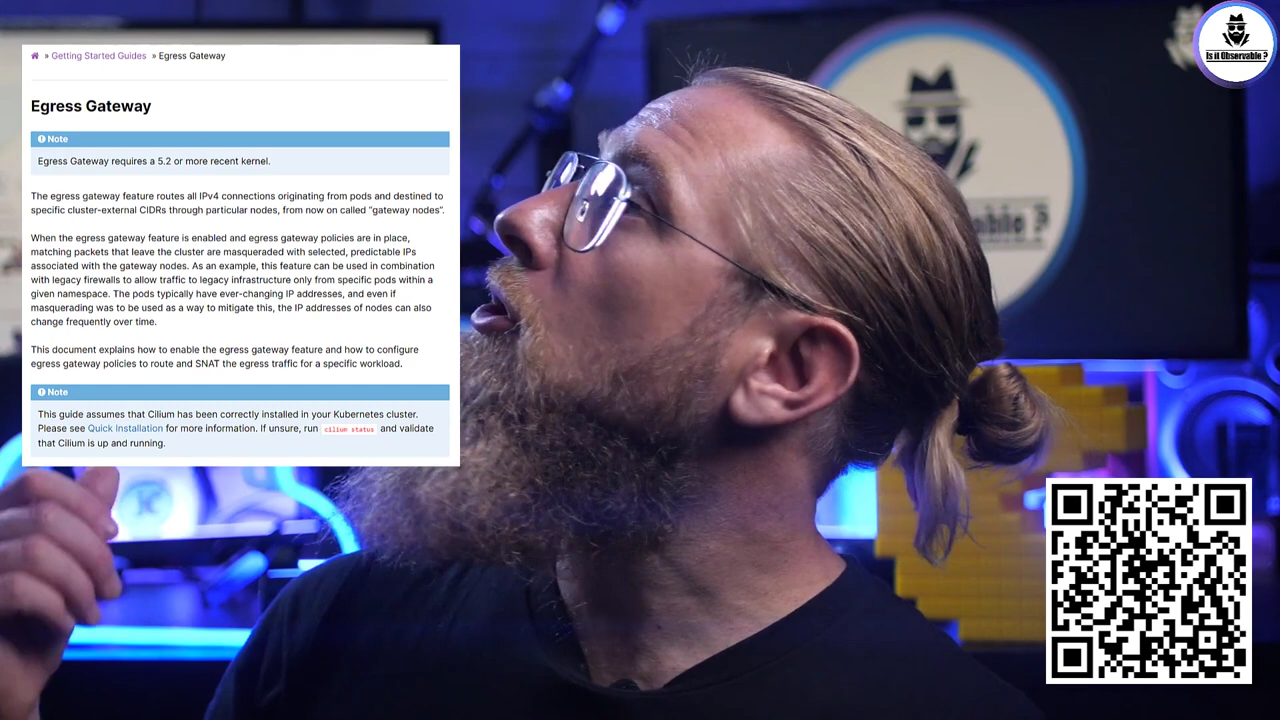 » Getting Started Guides » Egress Gateway
Egress Gateway
Note
Egress Gateway requires a 5.2 or more recent kernel.
The egress gateway feature routes all IPv4 connections originating from pods and destined to
specific cluster-external CIDRs through particular nodes, from now on called “gateway nodes”.
When the egress gateway feature is enabled and egress gateway policies are in place,
matching packets that leave the cluster are masqueraded with selected, predictable IPs
associated with the gateway nodes. As an example, this feature can be used in combination
with legacy firewalls to allow traffic to legacy infrastructure only from specific pods within a
given namespace. The pods typically have ever-changing IP addresses, and even if
masquerading was to be used as a way to mitigate this, the IP addresses of nodes can also
change frequently over time.
This document explains how to enable the egress gateway feature and how to configure
egress gateway policies to route and SNAT the egress traffic for a specific workload.
Note
This guide assumes that Cilium has been correctly installed in your Kubernetes cluster.
Please see Quick Installation for more information. If unsure, run cilium status and validate
that Cilium is up and running.
Is it Observable ?
able ?